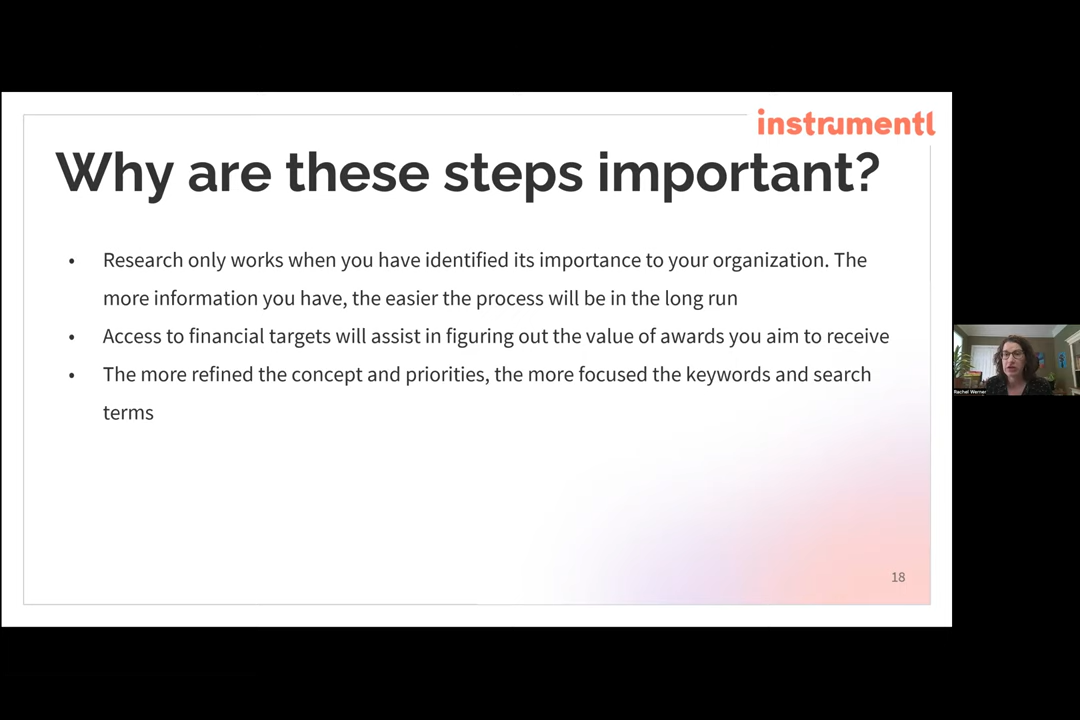 instrumentl
Why are these steps important?
• Research only works when you have identified its importance to your organization. The
more information you have, the easier the process will be in the long run
• Access to financial targets will assist in figuring out the value of awards you aim to receive
• The more refined the concept and priorities, the more focused the keywords and search
terms
Rachel Werner
18